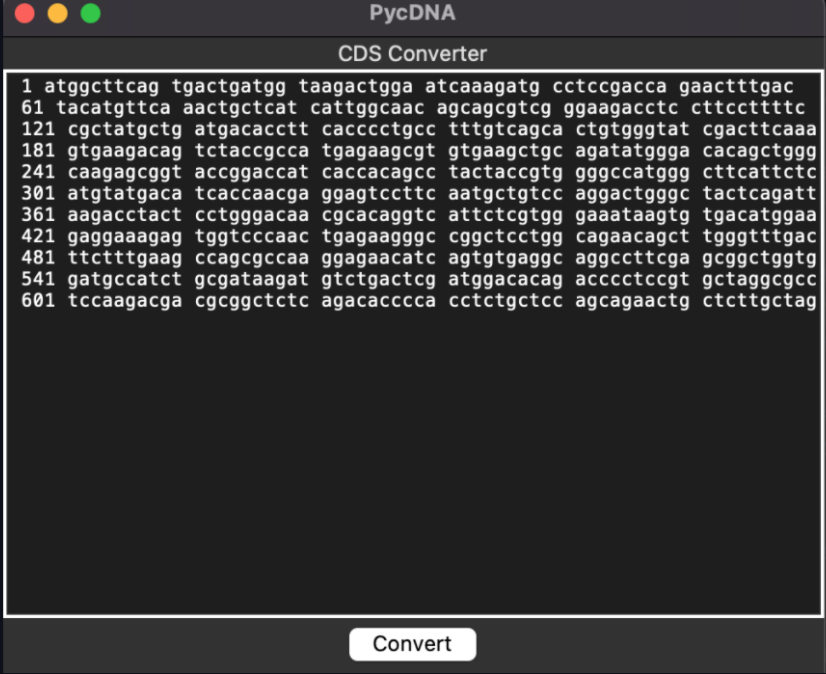 PycDNA
CDS Converter
1 atggcttcag tgactgatgg taagactgga atcaaagatg cctccgacca gaactttgac
61 tacatgttca aactgctcat cattggcaac agcagcgtcg ggaagacctc cttccttttc
121 cgctatgctg atgacacctt cacccctgcc tttgtcagca ctgtgggtat cgacttcaaa
181 gtgaagacag tctaccgcca tgagaagcgt gtgaagctgc agatatggga cacagctggg
241 caagagcggt accggaccat caccacagcc tactaccgtg gggccatggg cttcattctc
301 atgtatgaca tcaccaacga ggagtccttc aatgctgtcc aggactgggc tactcagatt
361 aagacctact cctgggacaa cgcacaggtc attctcgtgg gaaataagtg tgacatggaa
421 gaggaaagag tggtcccaac tgagaagggc cggctcctgg cagaacagct tgggtttgac
481 ttctttgaag ccagcgccaa ggagaacatc agtgtgaggc aggccttcga gcggctggtg
541 gatgccatct gcgataagat gtctgactcg atggacacag acccctccgt gctaggcgcc
601 tccaagacga cgcggctctc agacacccca cctctgctcc agcagaactg ctcttgctag
Convert